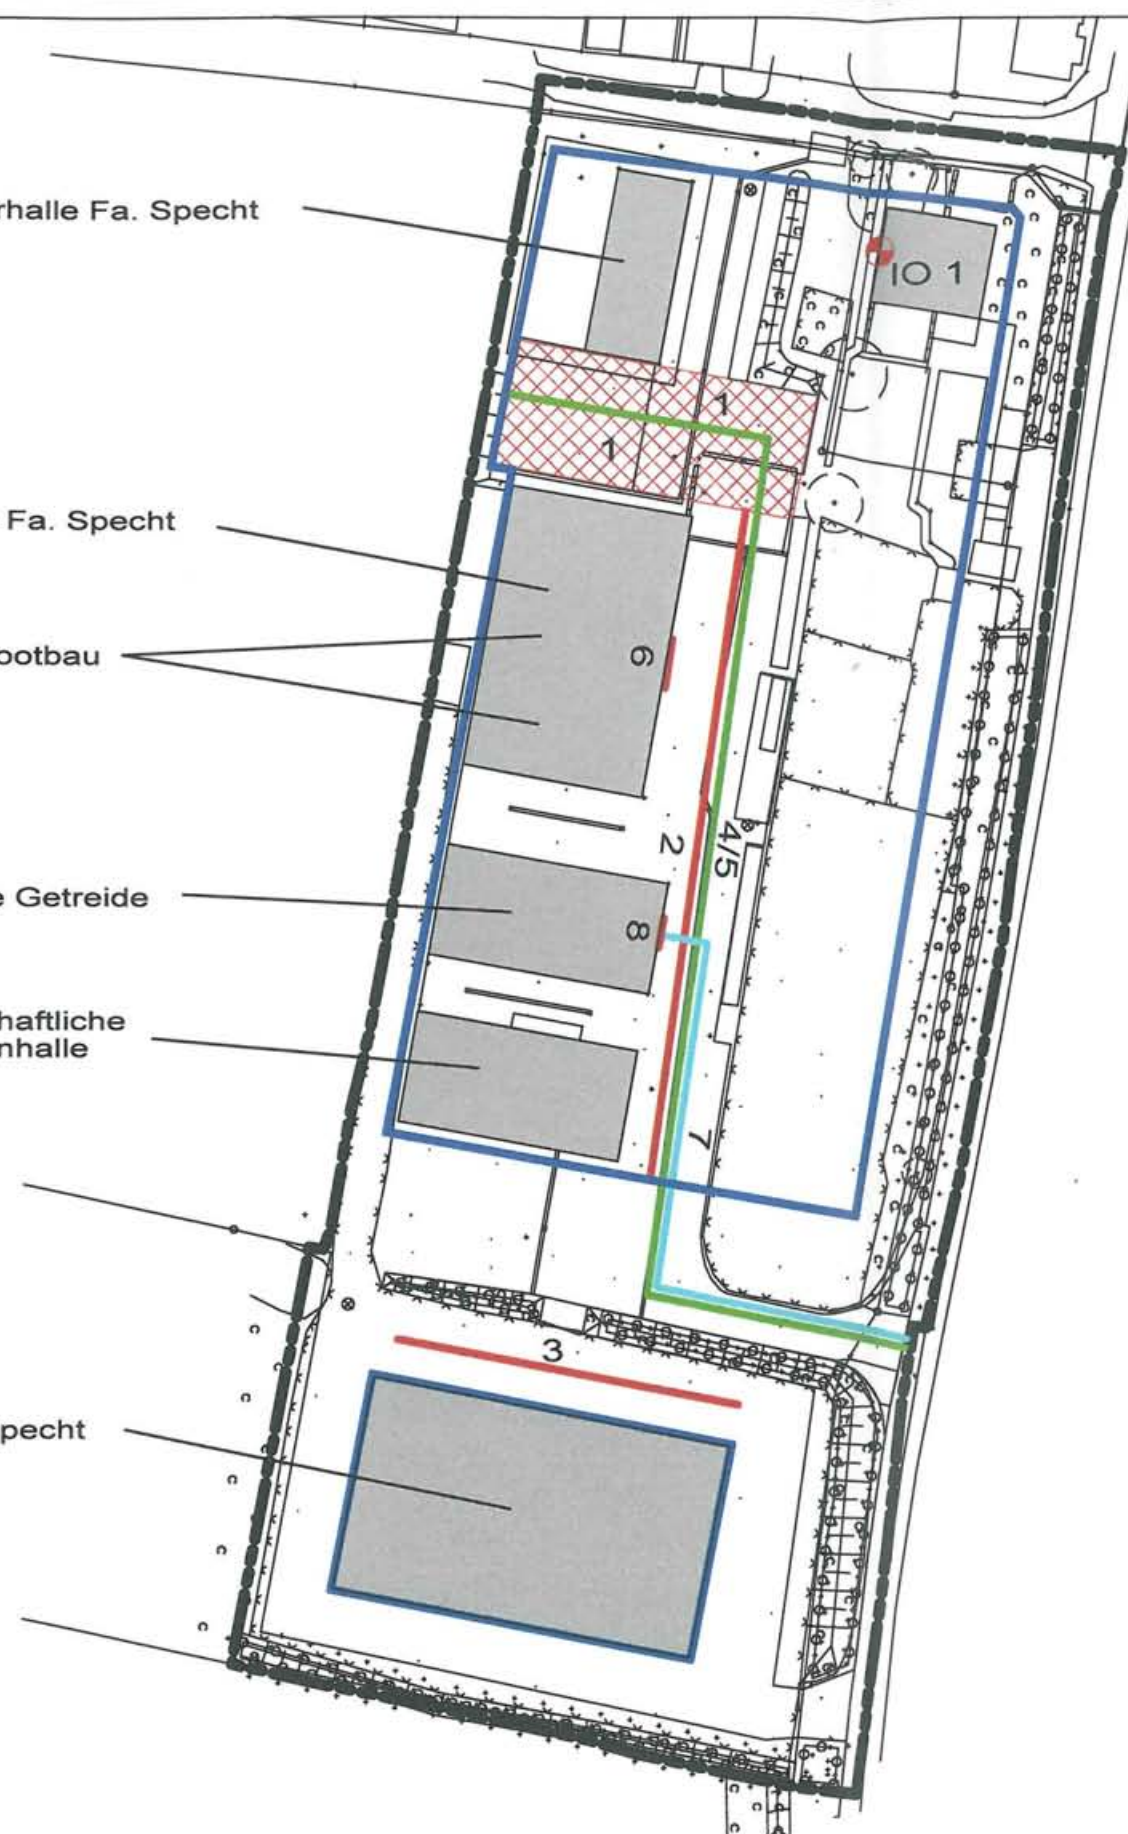 rhalle Fa. Specht
IO 1
1
1
Fa. Specht
6
ootbau
2
4/5
e Getreide
8
haftliche
nhalle
7
3
pecht